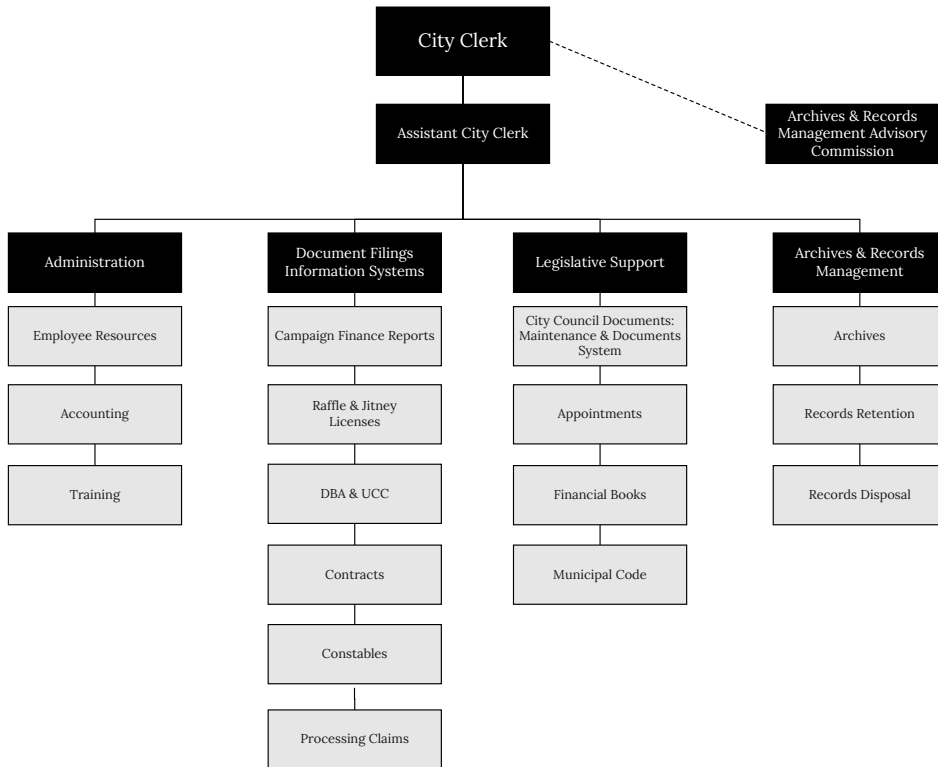 City Clerk
Assistant City Clerk
Archives & Records
Management Advisory
Commission
Administration
Employee Resources
Accounting
Training
Document Filings
Information Systems
Campaign Finance Reports
Raffle & Jitney
Licenses
DBA & UCC
Contracts
Constables
Processing Claims
Legislative Support
City Council Documents:
Maintenance & Documents
System
Appointments
Financial Books
Municipal Code
Archives & Records
Management
Archives
Records Retention
Records Disposal